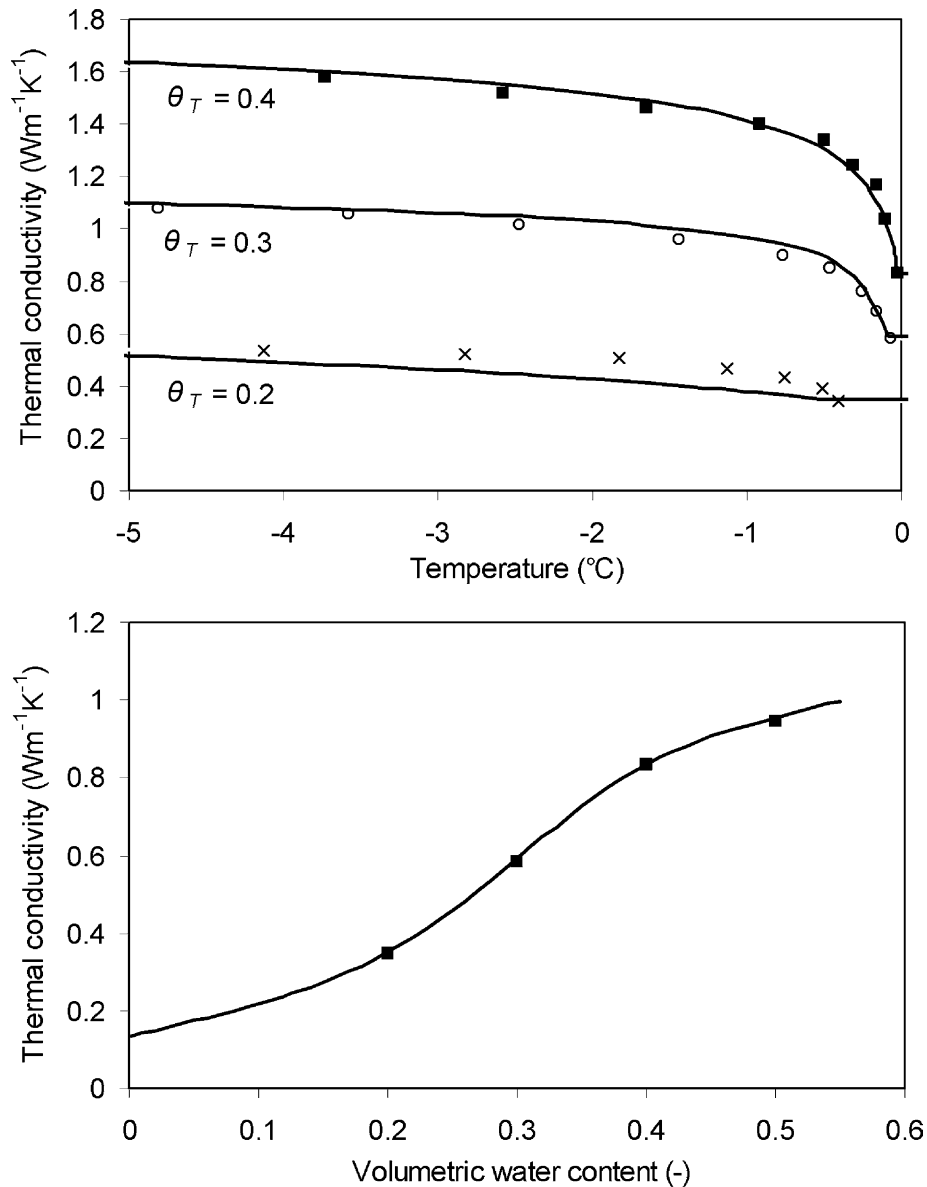 1.8
1.6
1.4
1.2
1
0.8
0.6
0.4
0.2
0
Thermal conductivity (Wm⁻¹K⁻¹)
θ T = 0.4
θ T = 0.3
θ T = 0.2
-5 -4 -3 -2 -1 0
Temperature (°C)
1.2
1
0.8
0.6
0.4
0.2
0
Thermal conductivity (Wm⁻¹K⁻¹)
0 0.1 0.2 0.3 0.4 0.5 0.6
Volumetric water content (-)